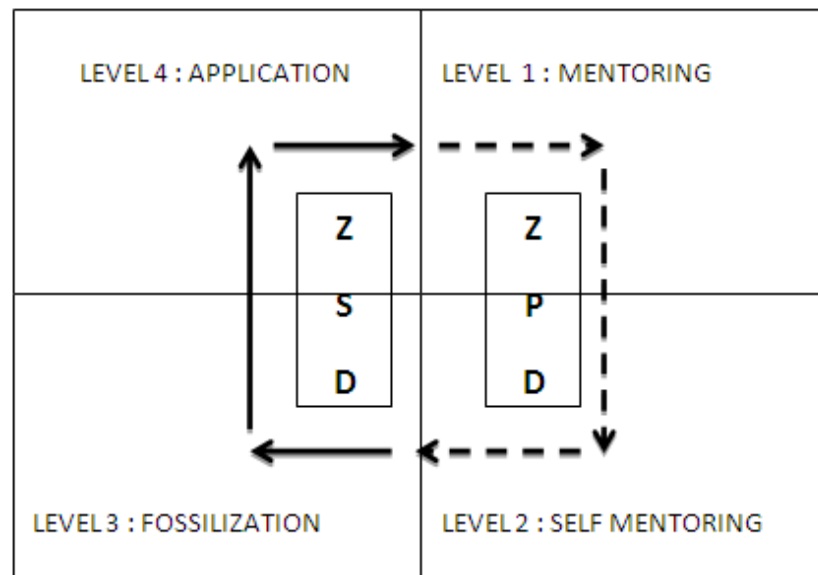 LEVEL 4 : APPLICATION
LEVEL 1 : MENTORING
Z
S
D
Z
P
D
LEVEL 3 : FOSSILIZATION
LEVEL 2 : SELF MENTORING